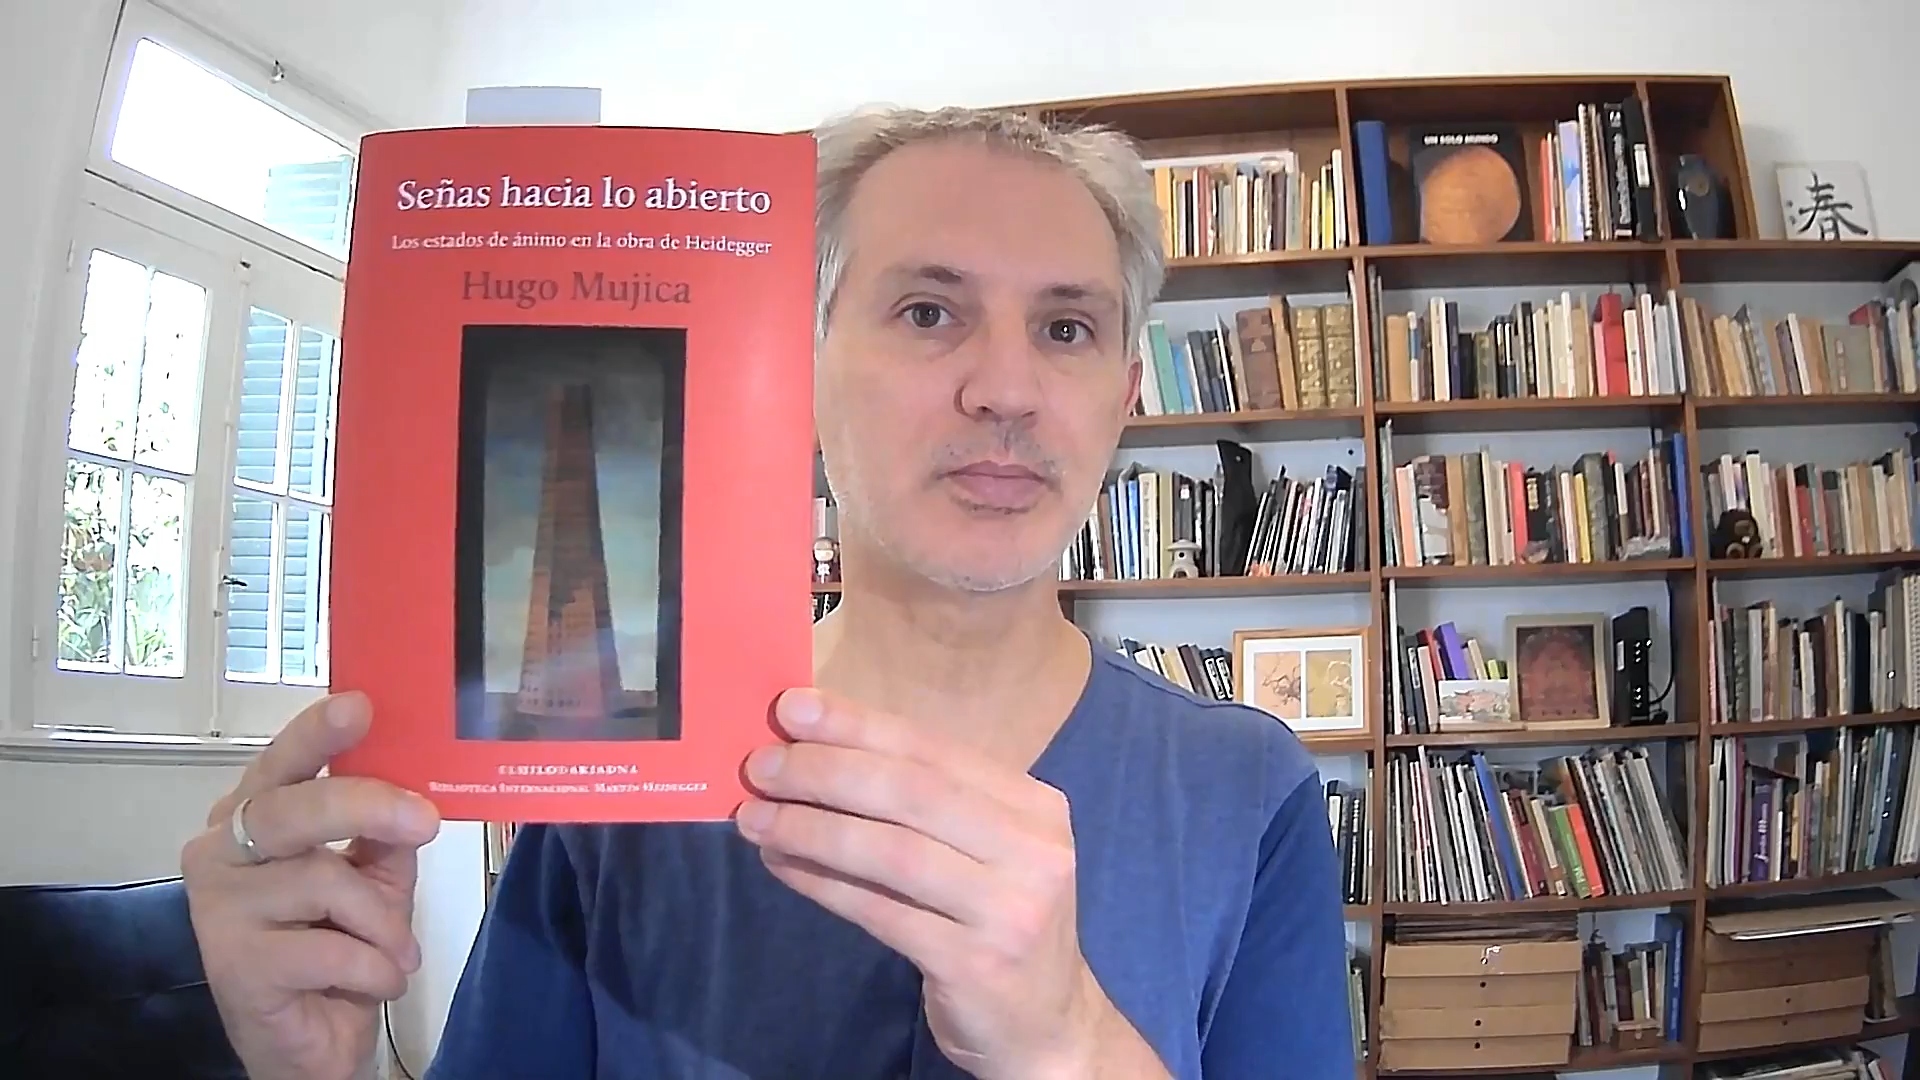 Señas hacia lo abierto
Los estados de ánimo en la obra de Heidegger
Hugo Mujica
ELHILODARIADNA
BIBLIOTECA INTERNACIONAL MARTIN HEIDEGGER
UN SOLO MUNDO
春